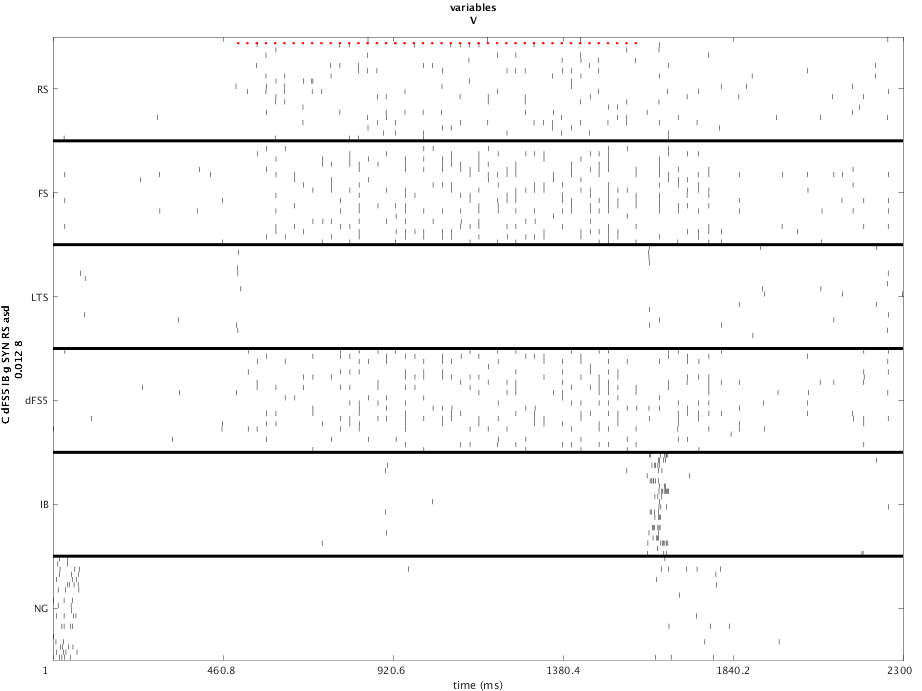 variables
V
RS
FS
LTS
dFS5
IB
NG
C dFS5 IB g SYN RS asd
0.012 8
1 460.8 920.6 1380.4 1840.2 2300
time (ms)